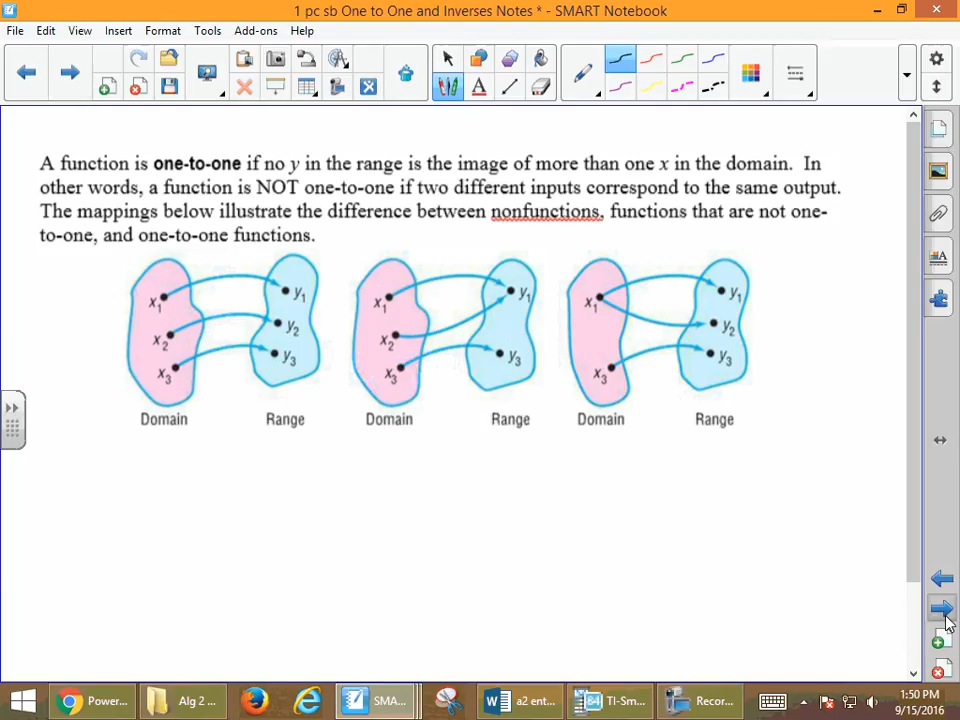 1 pc sb One to One and Inverses Notes * - SMART Notebook
File Edit View Insert Format Tools Add-ons Help
A function is one-to-one if no y in the range is the image of more than one x in the domain. In
other words, a function is NOT one-to-one if two different inputs correspond to the same output.
The mappings below illustrate the difference between nonfunctions, functions that are not one-
to-one, and one-to-one functions.
x1 y1 x1 y1 x1 y1
x2 y2 x2 y2
x3 y3 x3 y3 x3 y3
Domain Range Domain Range Domain Range
Power... Alg 2 ... SMA... a2 ent... TI-Sm... Recor... 1:50 PM
9/15/2016